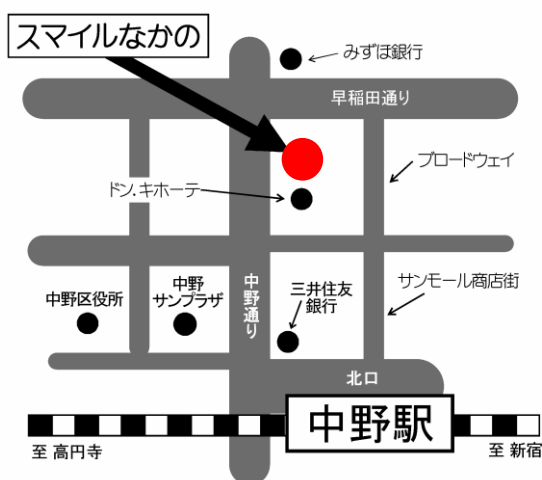 スマイルなかの
みずほ銀行
早稲田通り
ブロードウェイ
ドン.キホーテ
中野区役所
中野
サンプラザ
中野通り
三井住友
銀行
サンモール商店街
北口
中野駅
至 高円寺
至 新宿